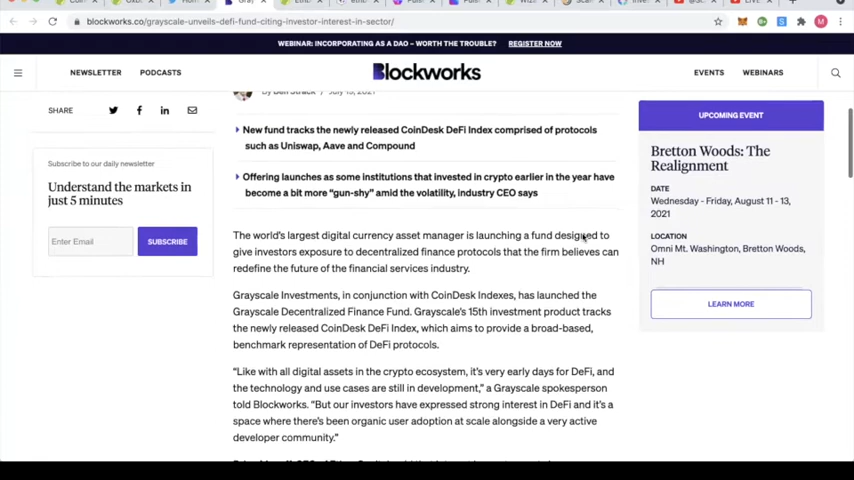 blockworks.co/grayscale-unveils-defi-fund-citing-investor-interest-in-sector/
WEBINAR: INCORPORATING AS A DAO – WORTH THE TROUBLE? REGISTER NOW
NEWSLETTER PODCASTS Blockworks EVENTS WEBINARS
SHARE
Subscribe to our daily newsletter
Understand the markets in
just 5 minutes
Enter Email SUBSCRIBE
New fund tracks the newly released CoinDesk DeFi Index comprised of protocols
such as Uniswap, Aave and Compound
Offering launches as some institutions that invested in crypto earlier in the year have
become a bit more “gun-shy” amid the volatility, industry CEO says
The world’s largest digital currency asset manager is launching a fund designed to
give investors exposure to decentralized finance protocols that the firm believes can
redefine the future of the financial services industry.
Grayscale Investments, in conjunction with CoinDesk Indexes, has launched the
Grayscale Decentralized Finance Fund. Grayscale’s 15th investment product tracks
the newly released CoinDesk DeFi Index, which aims to provide a broad-based,
benchmark representation of DeFi protocols.
“Like with all digital assets in the crypto ecosystem, it’s very early days for DeFi, and
the technology and use cases are still in development,” a Grayscale spokesperson
told Blockworks. “But our investors have expressed strong interest in DeFi and it’s a
space where there’s been organic user adoption at scale alongside a very active
developer community.”
UPCOMING EVENT
Bretton Woods: The
Realignment
DATE
Wednesday - Friday, August 11 - 13,
2021
LOCATION
Omni Mt. Washington, Bretton Woods,
NH
LEARN MORE